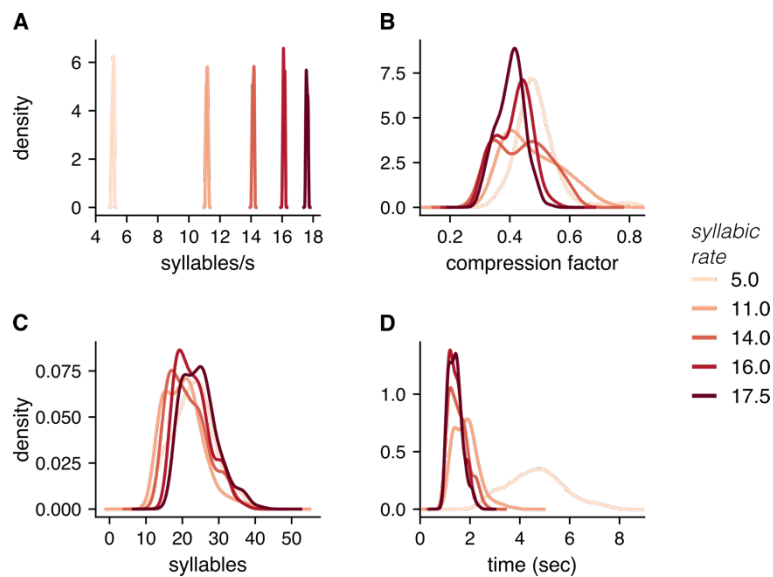 A
density
6
4
2
0
4 6 8 10 12 14 16 18
syllables/s
B
7.5
5.0
2.5
0.0
0.2 0.4 0.6 0.8
compression factor
syllabic
rate
5.0
11.0
14.0
16.0
17.5
C
density
0.075
0.050
0.025
0.000
0 10 20 30 40 50
syllables
D
1.0
0.5
0.0
0 2 4 6 8
time (sec)